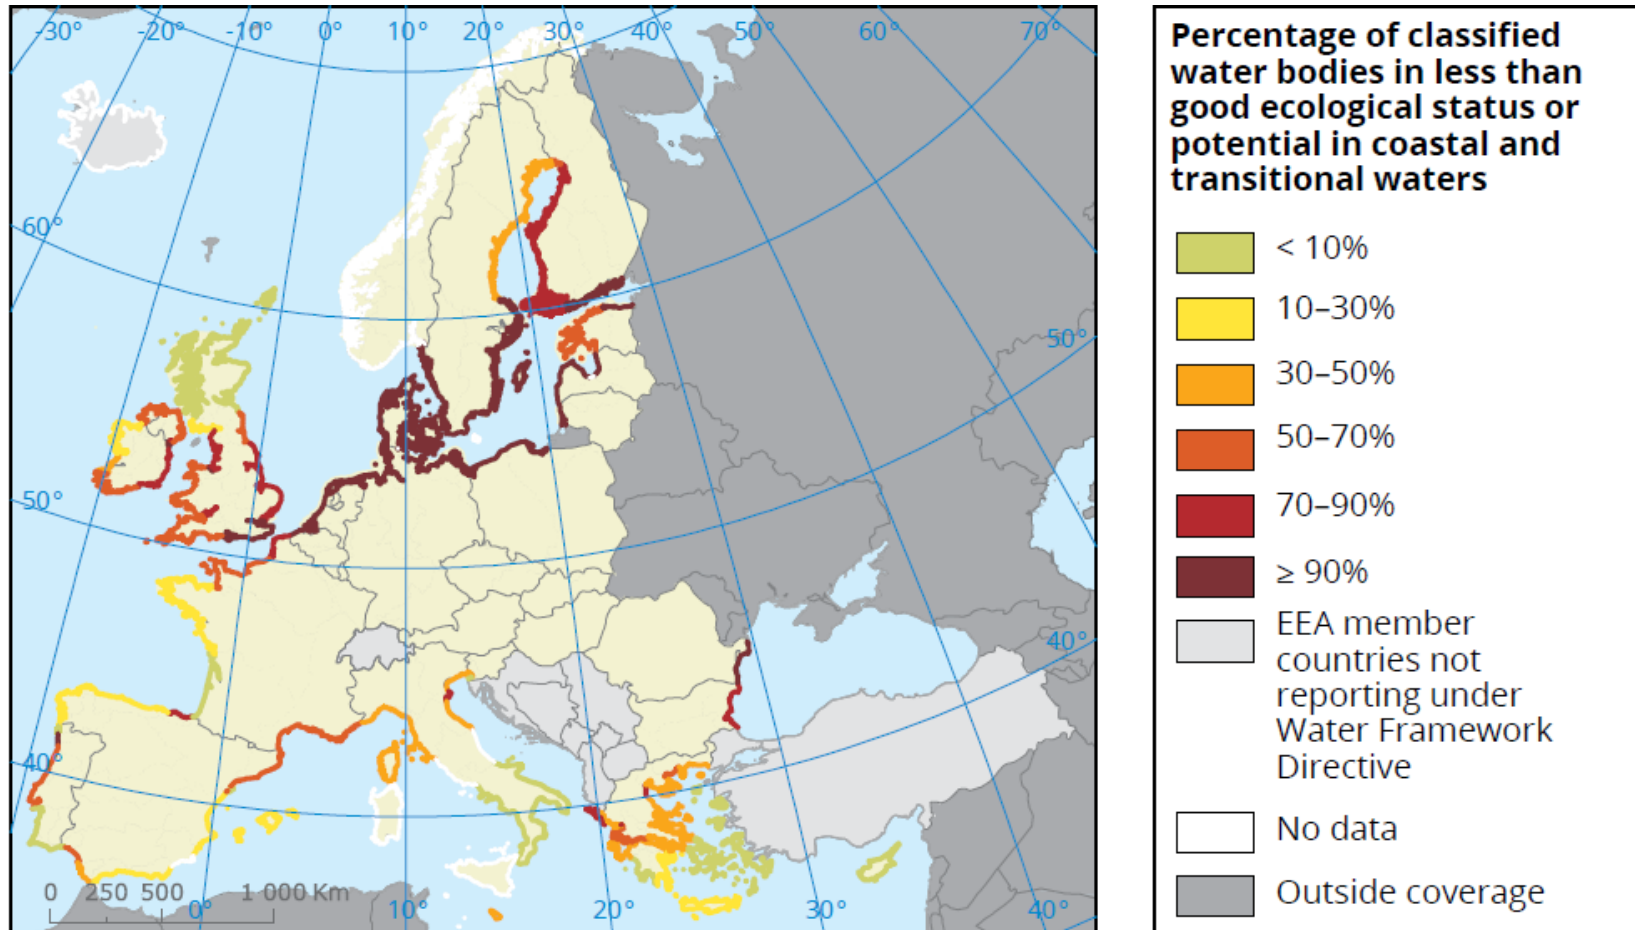 -30° -20° -10° 0° 10° 20° 30° 40° 50° 60° 70°
60°
50°
50°
40°
40°
0 250 500 1 000 Km
0° 10° 20° 30° 40°
Percentage of classified
water bodies in less than
good ecological status or
potential in coastal and
transitional waters
< 10%
10–30%
30–50%
50–70%
70–90%
≥ 90%
EEA member
countries not
reporting under
Water Framework
Directive
No data
Outside coverage